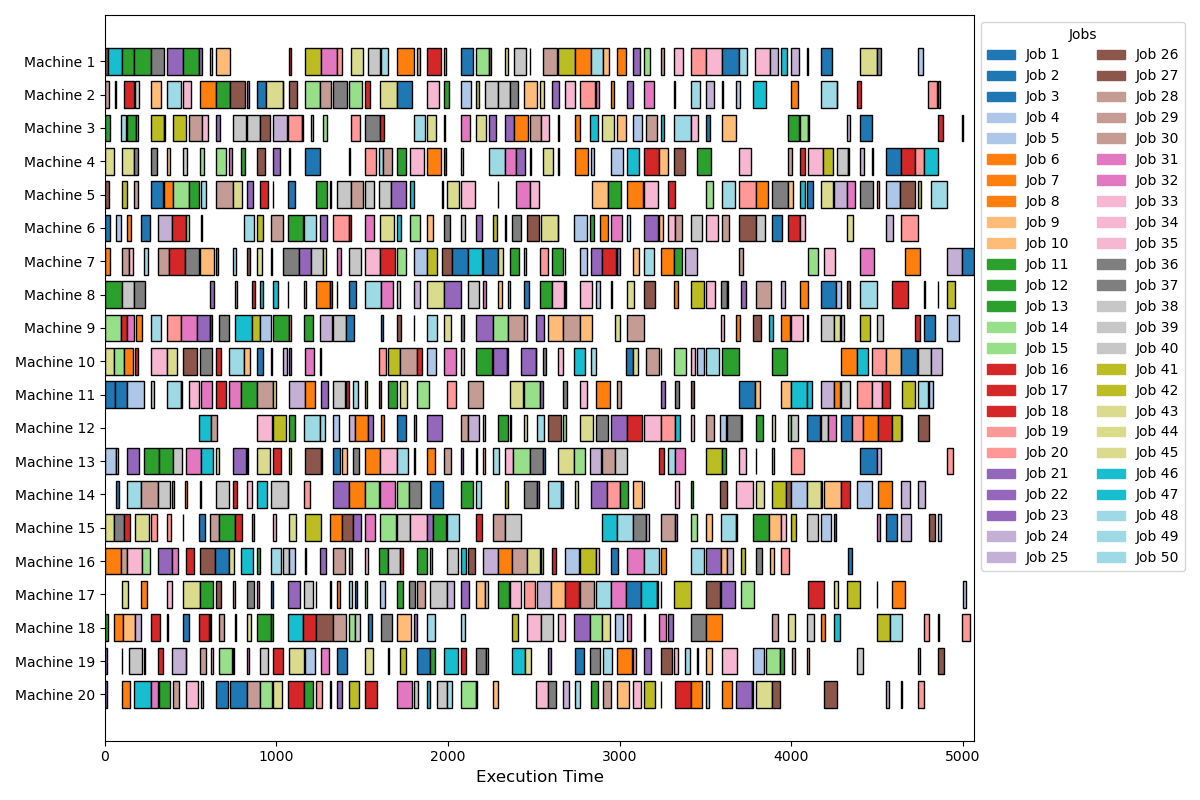 Machine 1
Machine 2
Machine 3
Machine 4
Machine 5
Machine 6
Machine 7
Machine 8
Machine 9
Machine 10
Machine 11
Machine 12
Machine 13
Machine 14
Machine 15
Machine 16
Machine 17
Machine 18
Machine 19
Machine 20
0 1000 2000 3000 4000 5000
Execution Time
Jobs
Job 1
Job 2
Job 3
Job 4
Job 5
Job 6
Job 7
Job 8
Job 9
Job 10
Job 11
Job 12
Job 13
Job 14
Job 15
Job 16
Job 17
Job 18
Job 19
Job 20
Job 21
Job 22
Job 23
Job 24
Job 25
Job 26
Job 27
Job 28
Job 29
Job 30
Job 31
Job 32
Job 33
Job 34
Job 35
Job 36
Job 37
Job 38
Job 39
Job 40
Job 41
Job 42
Job 43
Job 44
Job 45
Job 46
Job 47
Job 48
Job 49
Job 50